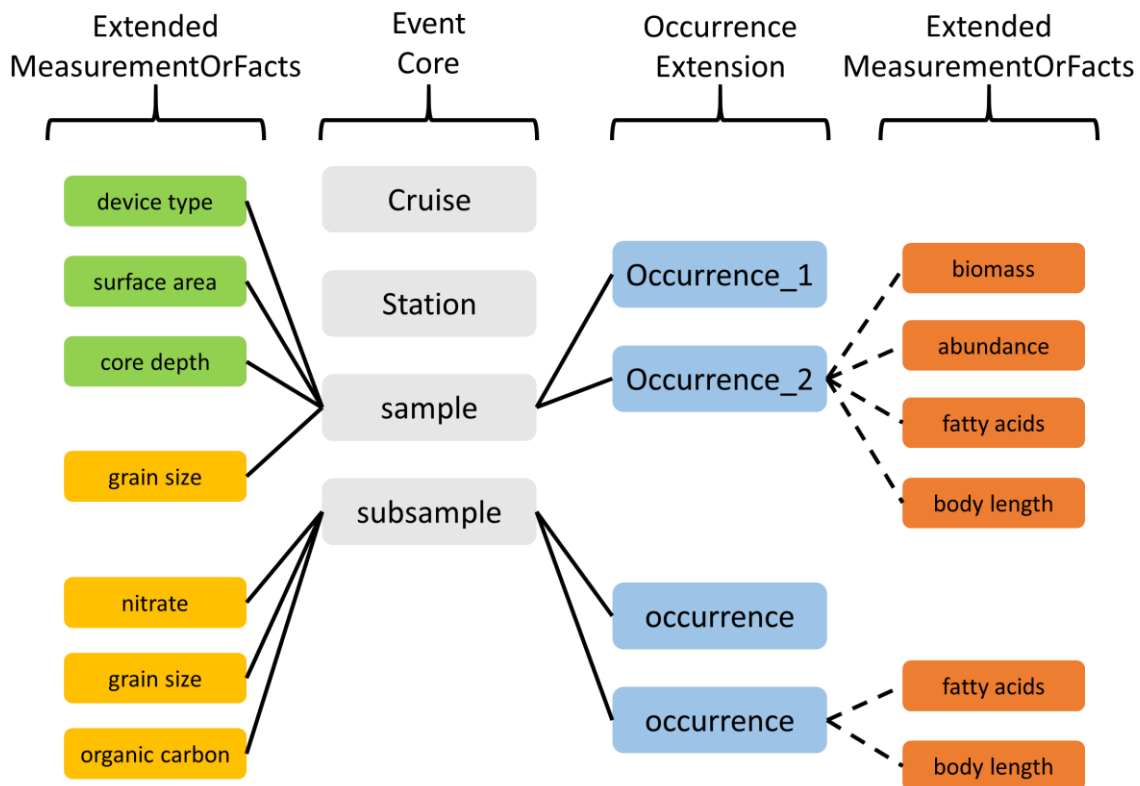 Extended
MeasurementOrFacts
Event
Core
Occurrence
Extension
Extended
MeasurementOrFacts
device type
surface area
core depth
grain size
nitrate
grain size
organic carbon
Cruise
Station
sample
subsample
Occurrence_1
Occurrence_2
occurrence
occurrence
biomass
abundance
fatty acids
body length
fatty acids
body length